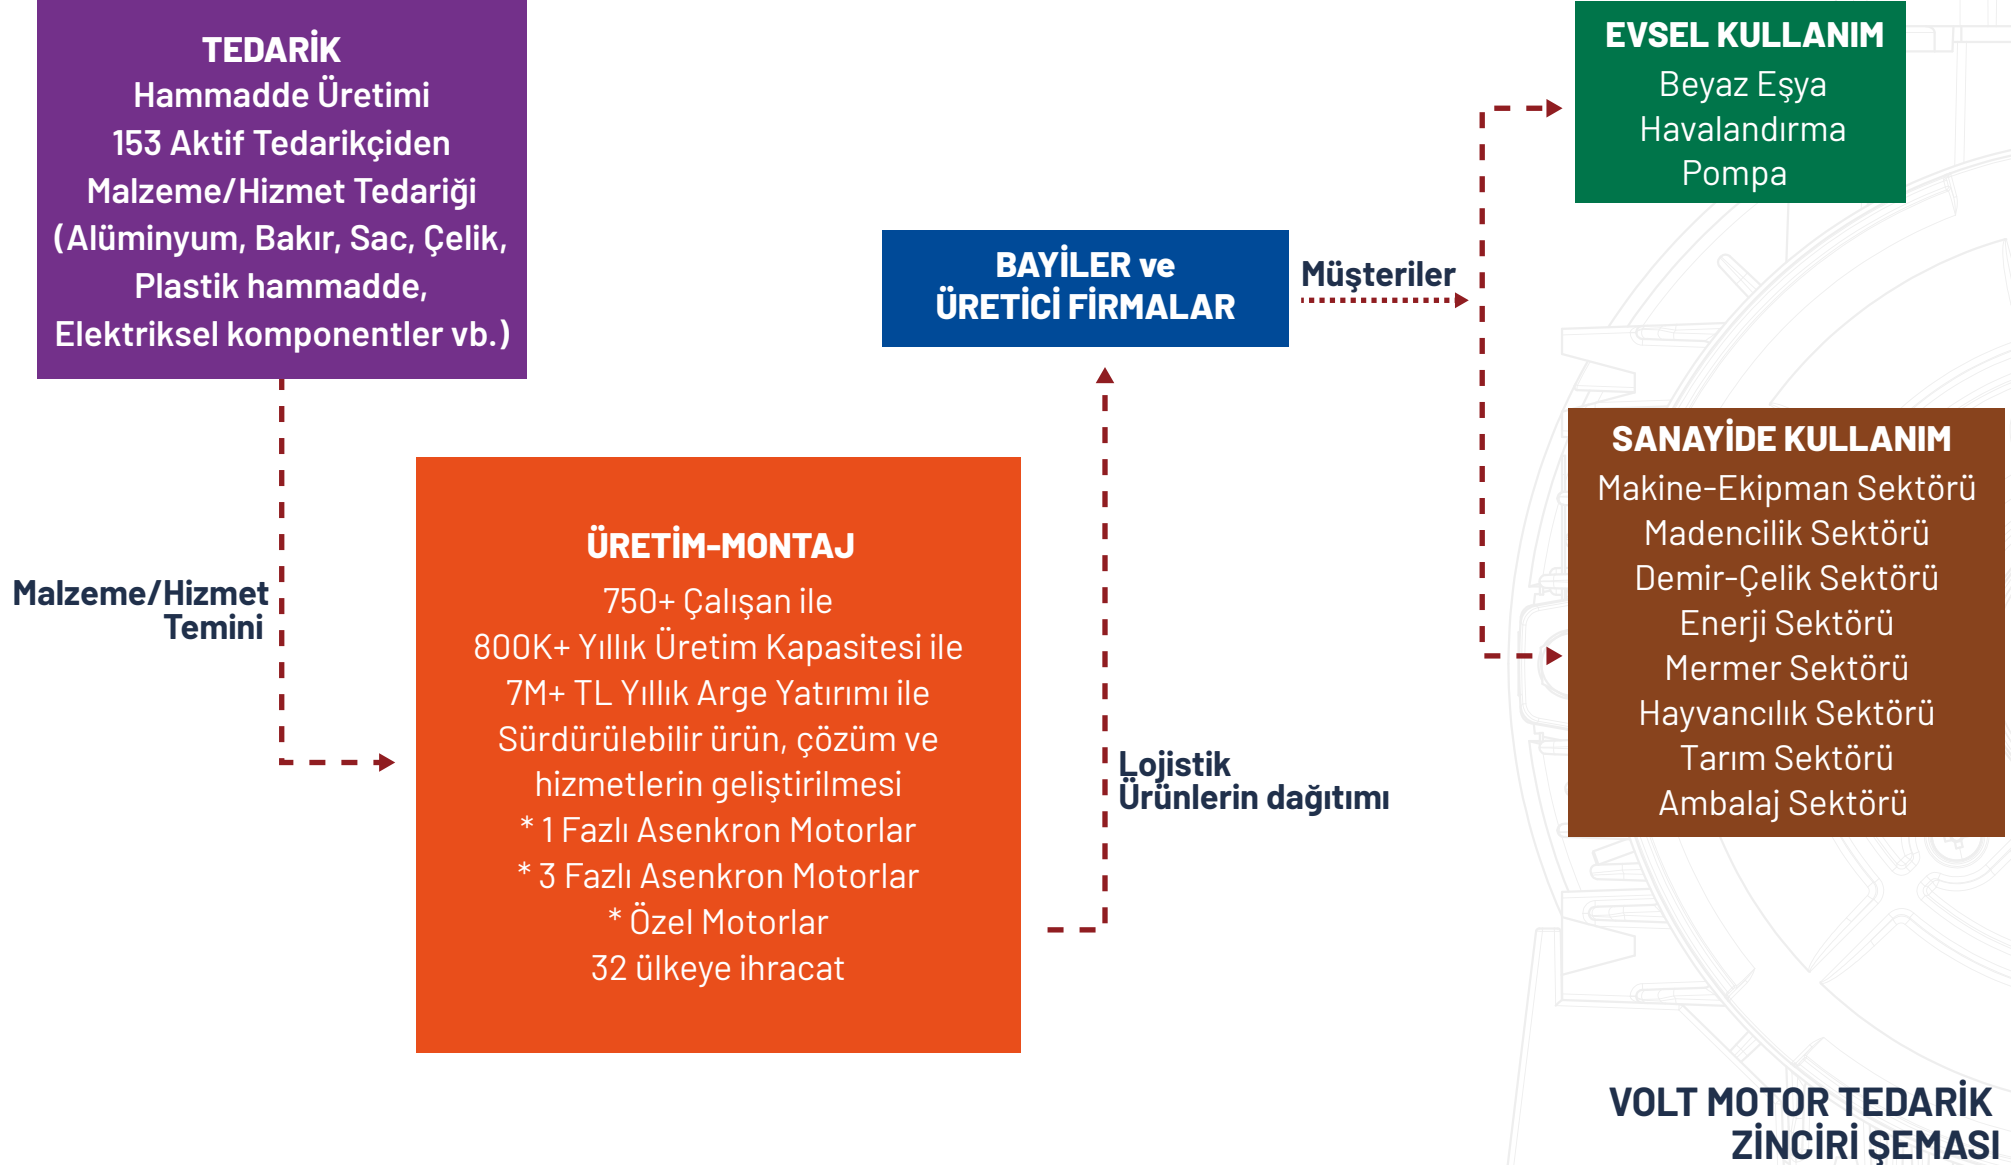 TEDARİK
Hammadde Üretimi
153 Aktif Tedarikçiden
Malzeme/Hizmet Tedariği
(Alüminyum, Bakır, Sac, Çelik,
Plastik hammadde,
Elektriksel komponentler vb.)
Malzeme/Hizmet
Temini
ÜRETİM-MONTAJ
750+ Çalışan ile
800K+ Yıllık Üretim Kapasitesi ile
7M+ TL Yıllık Arge Yatırımı ile
Sürdürülebilir ürün, çözüm ve
hizmetlerin geliştirilmesi
* 1 Fazlı Asenkron Motorlar
* 3 Fazlı Asenkron Motorlar
* Özel Motorlar
32 ülkeye ihracat
Lojistik
Ürünlerin dağıtımı
BAYİLER ve
ÜRETİCİ FİRMALAR
Müşteriler
EVSEL KULLANIM
Beyaz Eşya
Havalandırma
Pompa
SANAYİDE KULLANIM
Makine-Ekipman Sektörü
Madencilik Sektörü
Demir-Çelik Sektörü
Enerji Sektörü
Mermer Sektörü
Hayvancılık Sektörü
Tarım Sektörü
Ambalaj Sektörü
VOLT MOTOR TEDARİK
ZİNCİRİ ŞEMASI